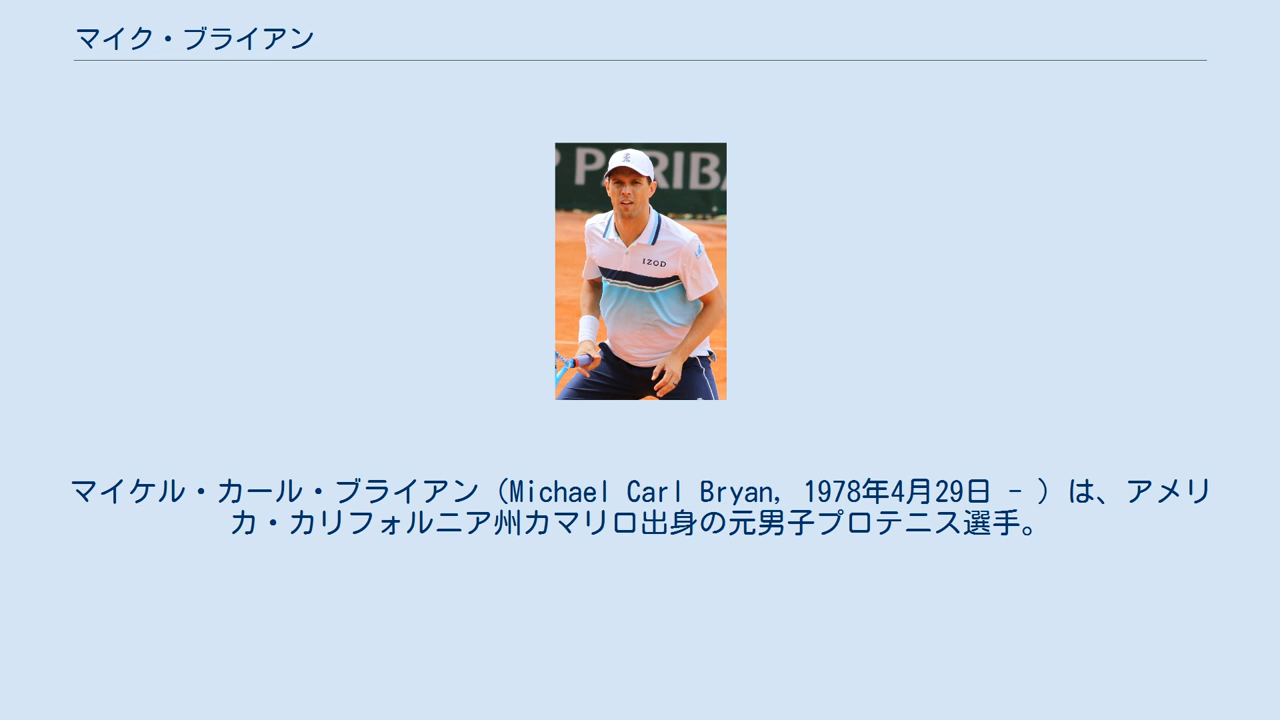 マイク・ブライアン
PARIBA
IZOD
マイケル・カール・ブライアン（Michael Carl Bryan, 1978年4月29日 - ）は、アメリ
カ・カリフォルニア州カマリロ出身の元男子プロテニス選手。